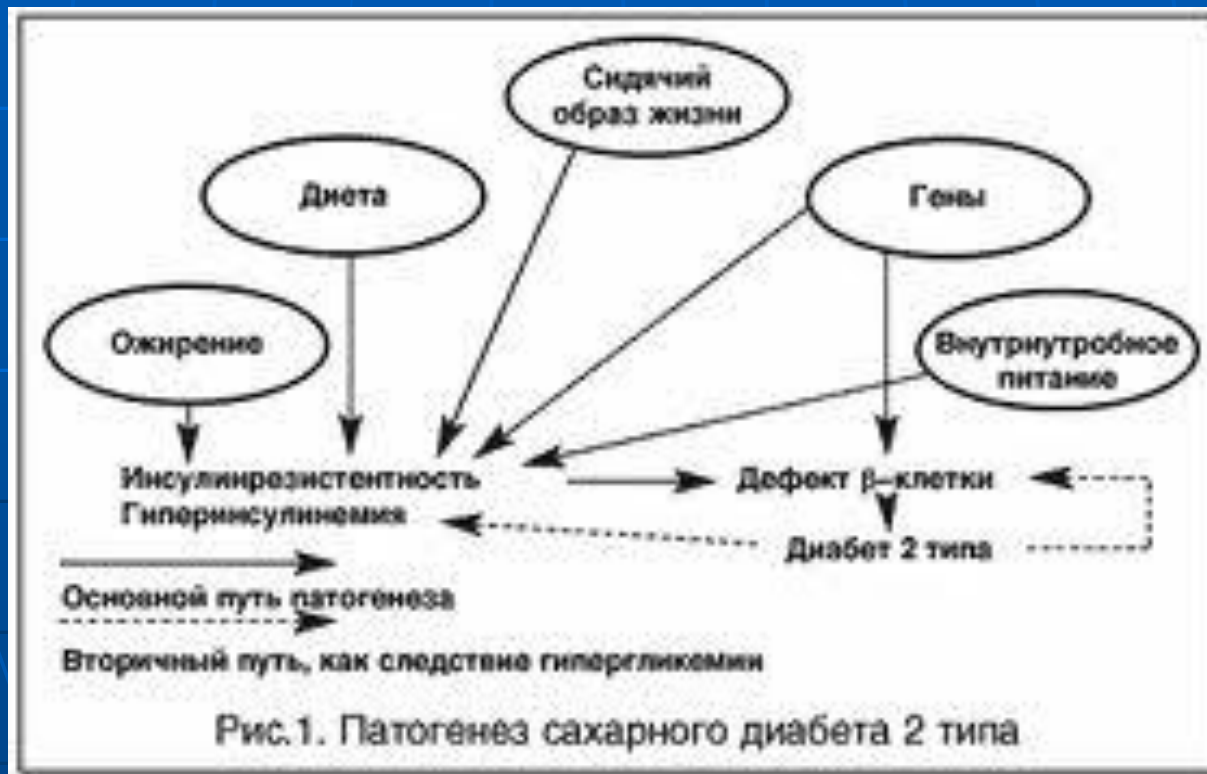 Сидячий
образ жизни
Диета
Гены
Ожирение
Внутриутробное
питание
Инсулинрезистентность
Гиперинсулинемия
Дефект β–клетки
Диабет 2 типа
Основной путь патогенеза
Вторичный путь, как следствие гипергликемии
Рис.1. Патогенез сахарного диабета 2 типа